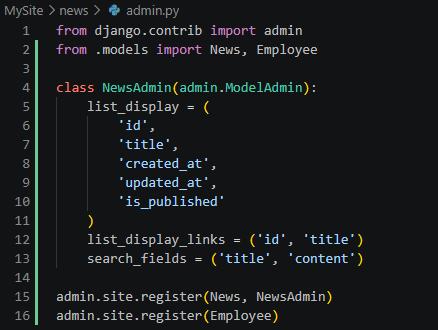 MySite > news > admin.py
1 from django.contrib import admin
2 from .models import News, Employee
3
4 class NewsAdmin(admin.ModelAdmin):
5     list_display = (
6         'id',
7         'title',
8         'created_at',
9         'updated_at',
10         'is_published'
11     )
12     list_display_links = ('id', 'title')
13     search_fields = ('title', 'content')
14
15 admin.site.register(News, NewsAdmin)
16 admin.site.register(Employee)